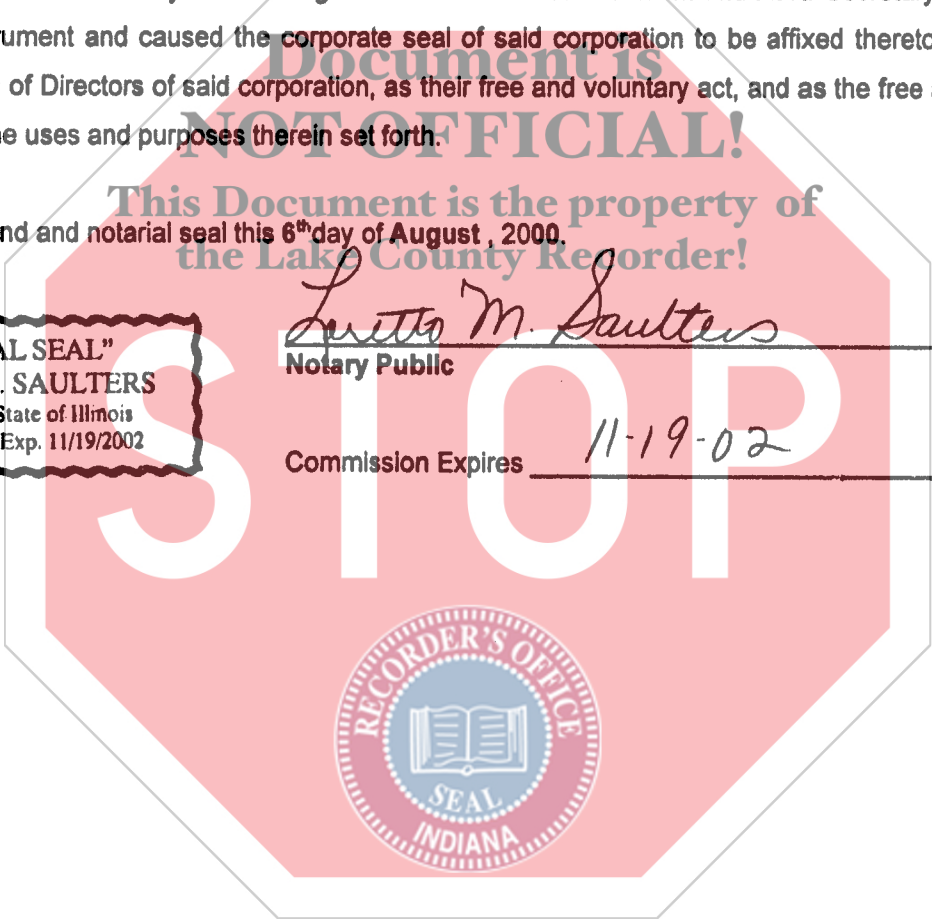 rument and caused the corporate seal of said corporation to be affixed thereto
of Directors of said corporation, as their free and voluntary act, and as the free
e uses and purposes therein set forth.
Document is
NOT OFFICIAL!
This Document is the property of
the Lake County Recorder!
nd and notarial seal this 6th day of August , 2000.
Loretto M. Saulters
Notary Public
AL SEAL"
. SAULTERS
State of Illinois
Exp. 11/19/2002
Commission Expires 11-19-02
STOP
RECORDER'S OFFICE
SEAL
INDIANA